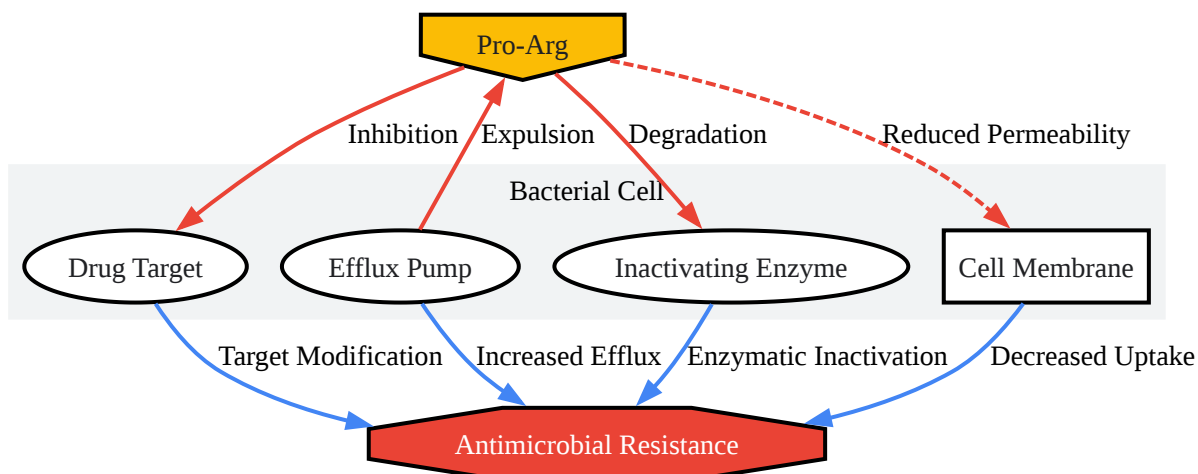 Pro-Arg
Inhibition
Expulsion
Degradation
Reduced Permeability
Bacterial Cell
Drug Target
Efflux Pump
Inactivating Enzyme
Cell Membrane
Target Modification
Increased Efflux
Enzymatic Inactivation
Decreased Uptake
Antimicrobial Resistance